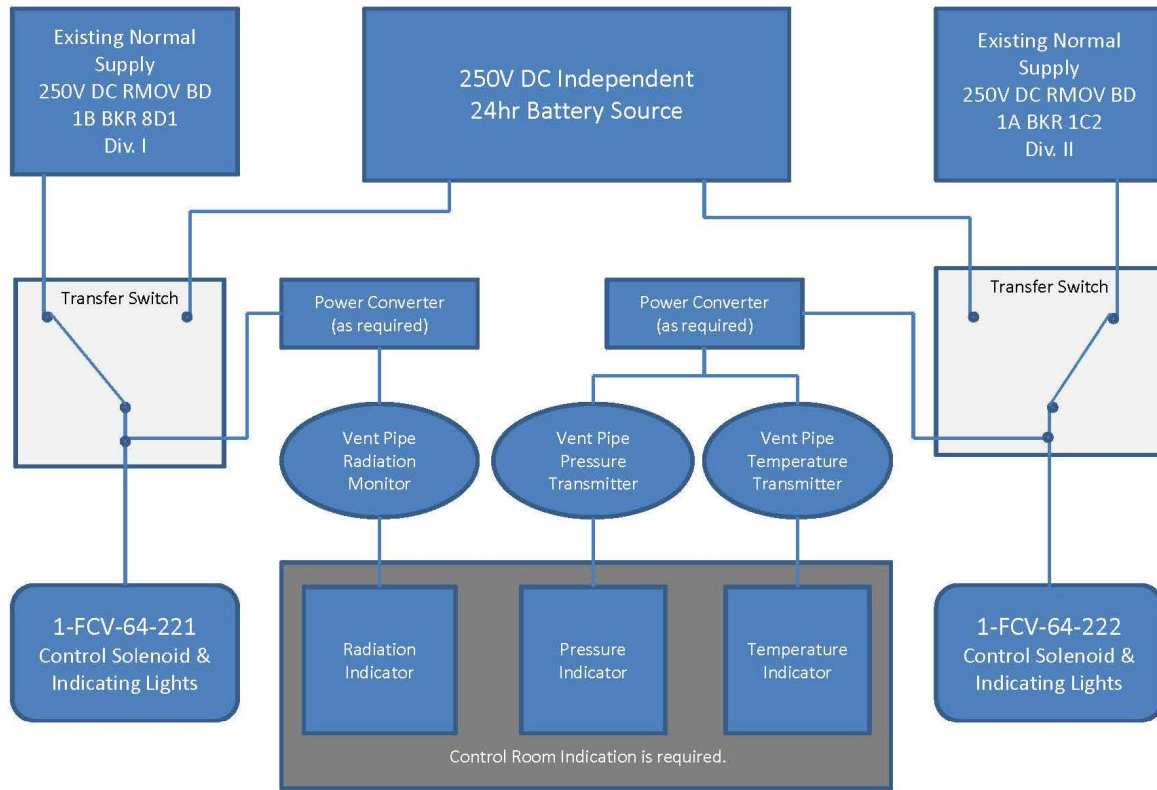 Existing Normal
Supply
250V DC RMOV BD
1B BKR 8D1
Div. I
250V DC Independent
24hr Battery Source
Existing Normal
Supply
250V DC RMOV BD
1A BKR 1C2
Div. II
Transfer Switch
Power Converter
(as required)
Power Converter
(as required)
Transfer Switch
Vent Pipe
Radiation
Monitor
Vent Pipe
Pressure
Transmitter
Vent Pipe
Temperature
Transmitter
1-FCV-64-221
Control Solenoid &
Indicating Lights
Radiation
Indicator
Pressure
Indicator
Temperature
Indicator
1-FCV-64-222
Control Solenoid &
Indicating Lights
Control Room Indication is required.